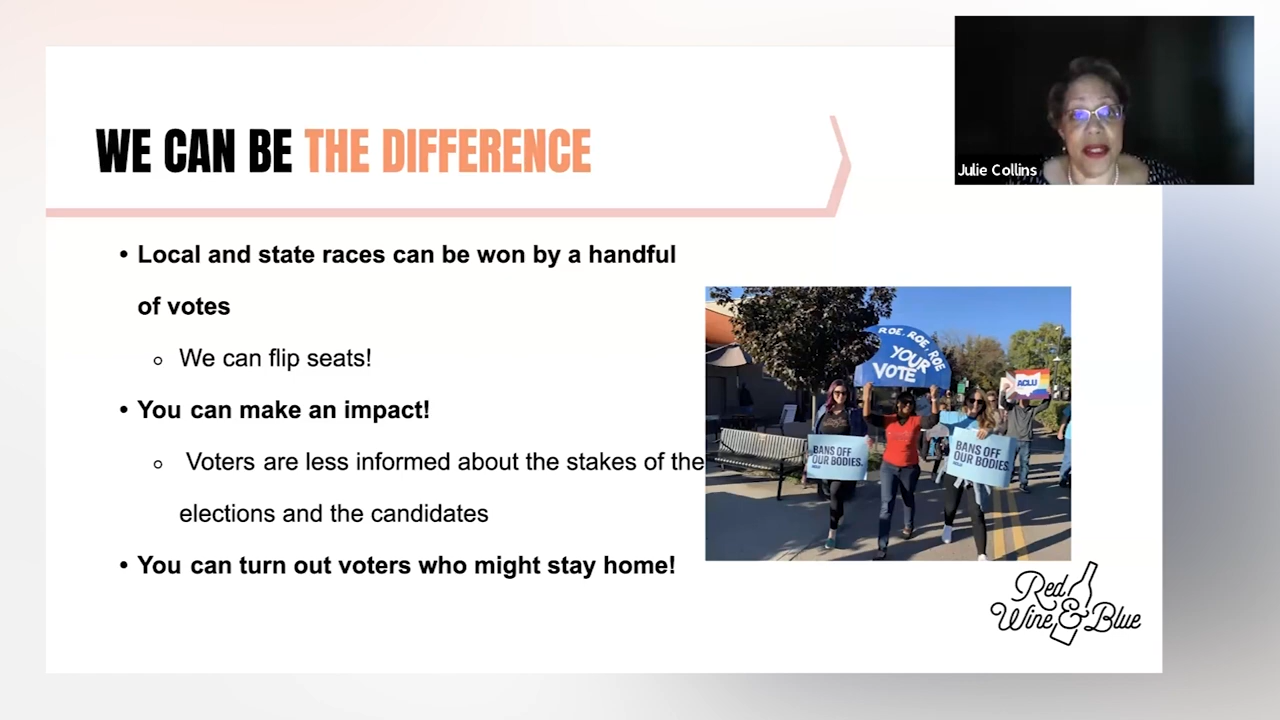 WE CAN BE THE DIFFERENCE
Julie Collins
• Local and state races can be won by a handful
of votes
○ We can flip seats!
• You can make an impact!
○ Voters are less informed about the stakes of the
elections and the candidates
• You can turn out voters who might stay home!
ROE, ROE, ROE
YOUR
VOTE
ACLU
BANS OFF
OUR BODIES.
BANS OFF
OUR BODIES
Red
Wine & Blue